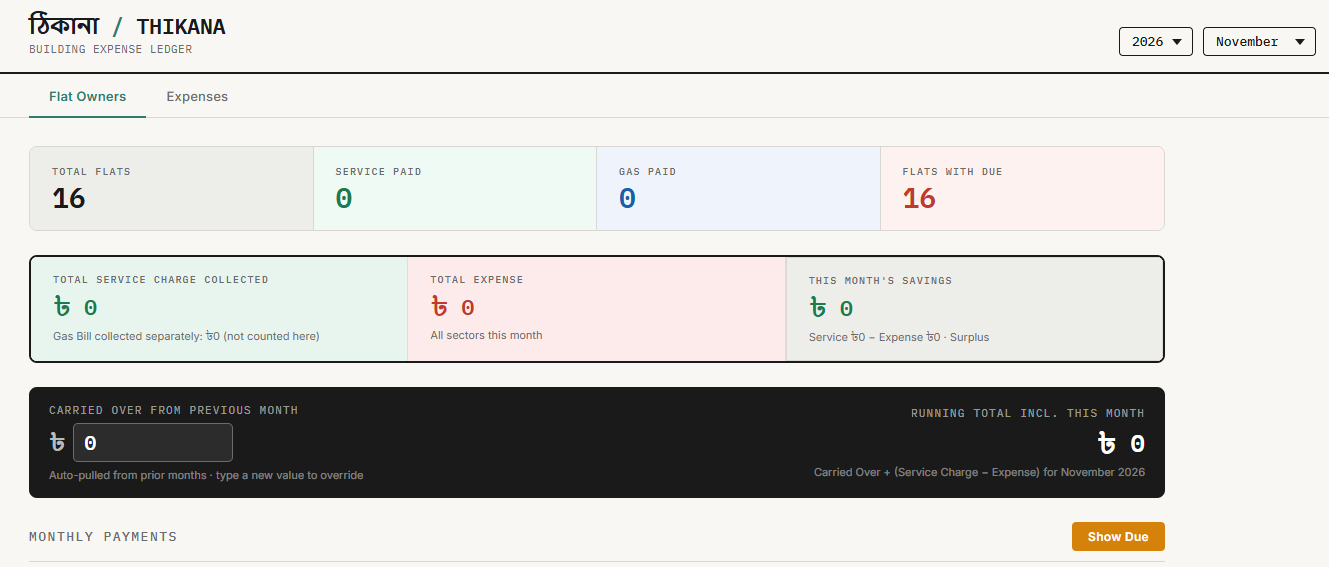 ঠিকানা / THIKANA
BUILDING EXPENSE LEDGER
2026
November
Flat Owners
Expenses
TOTAL FLATS
16
SERVICE PAID
0
GAS PAID
0
FLATS WITH DUE
16
TOTAL SERVICE CHARGE COLLECTED
৳ 0
Gas Bill collected separately: ৳0 (not counted here)
TOTAL EXPENSE
৳ 0
All sectors this month
THIS MONTH'S SAVINGS
৳ 0
Service ৳0 − Expense ৳0 · Surplus
CARRIED OVER FROM PREVIOUS MONTH
৳ 0
Auto-pulled from prior months · type a new value to override
RUNNING TOTAL INCL. THIS MONTH
৳ 0
Carried Over + (Service Charge − Expense) for November 2026
MONTHLY PAYMENTS
Show Due